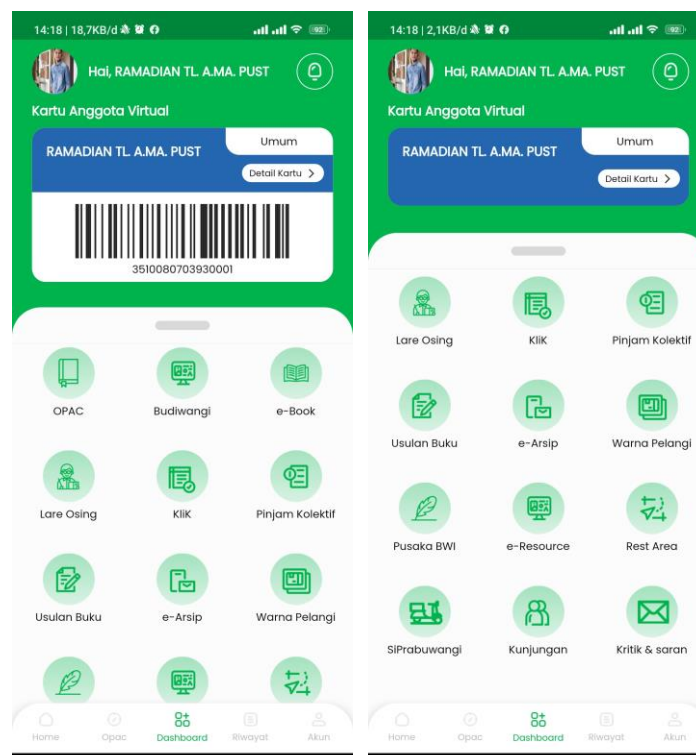 14:18 | 18,7KB/d
92
Hai, RAMADIAN TL. A.MA. PUST
Kartu Anggota Virtual
RAMADIAN TL. A.MA. PUST
Umum
Detail Kartu >
3510080703930001
OPAC
Budiwangi
e-Book
Lare Osing
KliK
Pinjam Kolektif
Usulan Buku
e-Arsip
Warna Pelangi
Home
Opac
Dashboard
Riwayat
Akun
14:18 | 2,1KB/d
92
Hai, RAMADIAN TL. A.MA. PUST
Kartu Anggota Virtual
RAMADIAN TL. A.MA. PUST
Umum
Detail Kartu >
Lare Osing
KliK
Pinjam Kolektif
Usulan Buku
e-Arsip
Warna Pelangi
Pusaka BWI
e-Resource
Rest Area
SiPrabuwangi
Kunjungan
Kritik & saran
Home
Opac
Dashboard
Riwayat
Akun